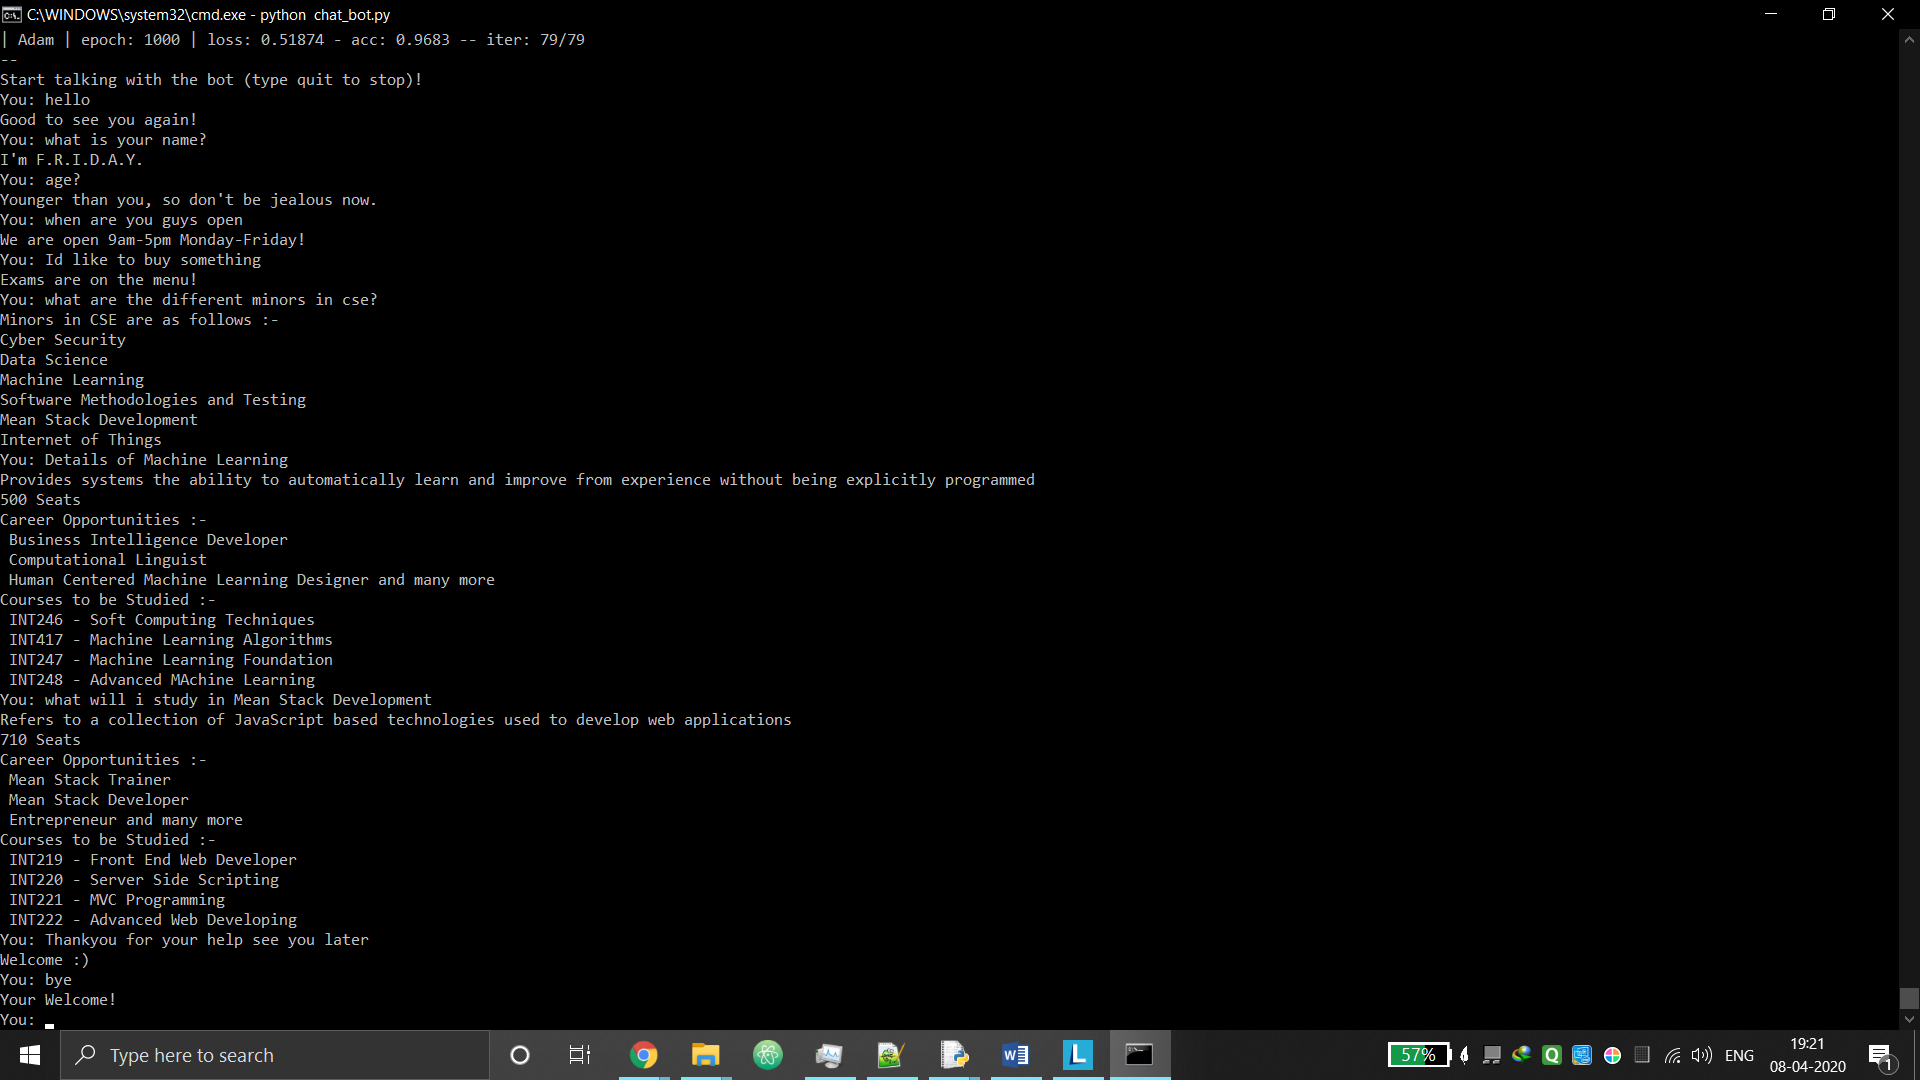 C:\WINDOWS\system32\cmd.exe - python  chat_bot.py
| Adam | epoch: 1000 | loss: 0.51874 - acc: 0.9683 -- iter: 79/79
--
Start talking with the bot (type quit to stop)!
You: hello
Good to see you again!
You: what is your name?
I'm F.R.I.D.A.Y.
You: age?
Younger than you, so don't be jealous now.
You: when are you guys open
We are open 9am-5pm Monday-Friday!
You: Id like to buy something
Exams are on the menu!
You: what are the different minors in cse?
Minors in CSE are as follows :-
Cyber Security
Data Science
Machine Learning
Software Methodologies and Testing
Mean Stack Development
Internet of Things
You: Details of Machine Learning
Provides systems the ability to automatically learn and improve from experience without being explicitly programmed
500 Seats
Career Opportunities :-
 Business Intelligence Developer
 Computational Linguist
 Human Centered Machine Learning Designer and many more
Courses to be Studied :-
 INT246 - Soft Computing Techniques
 INT417 - Machine Learning Algorithms
 INT247 - Machine Learning Foundation
 INT248 - Advanced MAchine Learning
You: what will i study in Mean Stack Development
Refers to a collection of JavaScript based technologies used to develop web applications
710 Seats
Career Opportunities :-
 Mean Stack Trainer
 Mean Stack Developer
 Entrepreneur and many more
Courses to be Studied :-
 INT219 - Front End Web Developer
 INT220 - Server Side Scripting
 INT221 - MVC Programming
 INT222 - Advanced Web Developing
You: Thankyou for your help see you later
Welcome :)
You: bye
Your Welcome!
You:
Type here to search
57%
ENG
19:21
08-04-2020
1